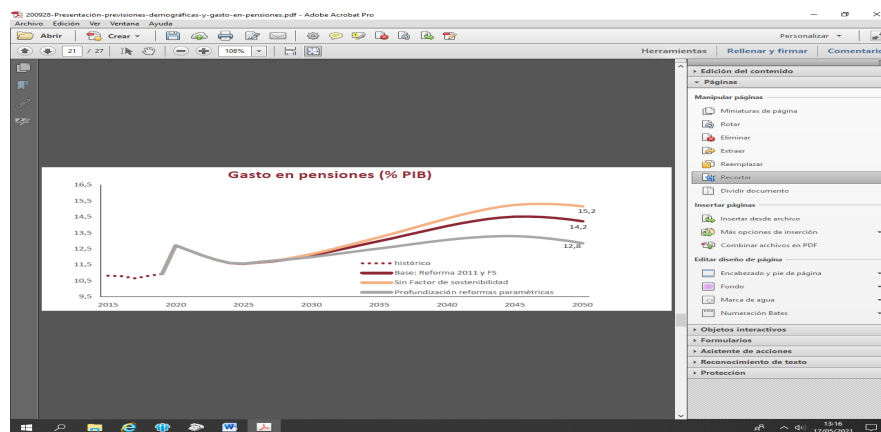 200928-Presentación-previsiones-demográficas-y-gasto-en-pensiones.pdf - Adobe Acrobat Pro
Archivo Edición Ver Ventana Ayuda
Abrir Crear Personalizar
21 / 27 108% Herramientas Rellenar y firmar Comentario
Edición del contenido
Páginas
Manipular páginas
Miniaturas de página
Rotar
Eliminar
Extraer
Reemplazar
Recortar
Dividir documento
Insertar páginas
Insertar desde archivo
Más opciones de inserción
Combinar archivos en PDF
Editar diseño de página
Encabezado y pie de página
Fondo
Marca de agua
Numeración Bates
Objetos interactivos
Formularios
Asistente de acciones
Reconocimiento de texto
Protección
Gasto en pensiones (% PIB)
16,5
15,5
14,5
13,5
12,5
11,5
10,5
9,5
15,2
14,2
12,8
histórico
Base: Reforma 2011 y FS
Sin Factor de sostenibilidad
Profundización reformas paramétricas
2015 2020 2025 2030 2035 2040 2045 2050
13:16
17/05/2021